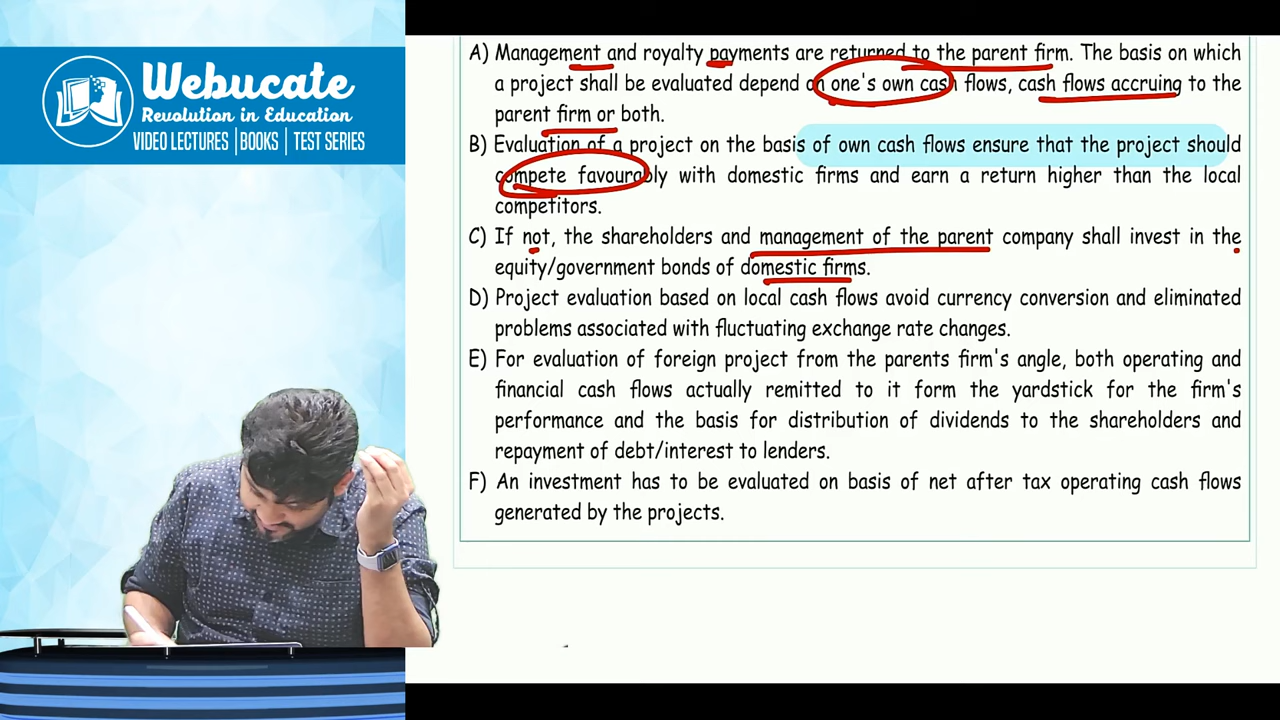 Webucate
Revolution in Education
VIDEO LECTURES | BOOKS | TEST SERIES
A) Management and royalty payments are returned to the parent firm. The basis on which
a project shall be evaluated depend on one's own cash flows, cash flows accruing to the
parent firm or both.
B) Evaluation of a project on the basis of own cash flows ensure that the project should
compete favourably with domestic firms and earn a return higher than the local
competitors.
C) If not, the shareholders and management of the parent company shall invest in the
equity/government bonds of domestic firms.
D) Project evaluation based on local cash flows avoid currency conversion and eliminated
problems associated with fluctuating exchange rate changes.
E) For evaluation of foreign project from the parents firm's angle, both operating and
financial cash flows actually remitted to it form the yardstick for the firm's
performance and the basis for distribution of dividends to the shareholders and
repayment of debt/interest to lenders.
F) An investment has to be evaluated on basis of net after tax operating cash flows
generated by the projects.